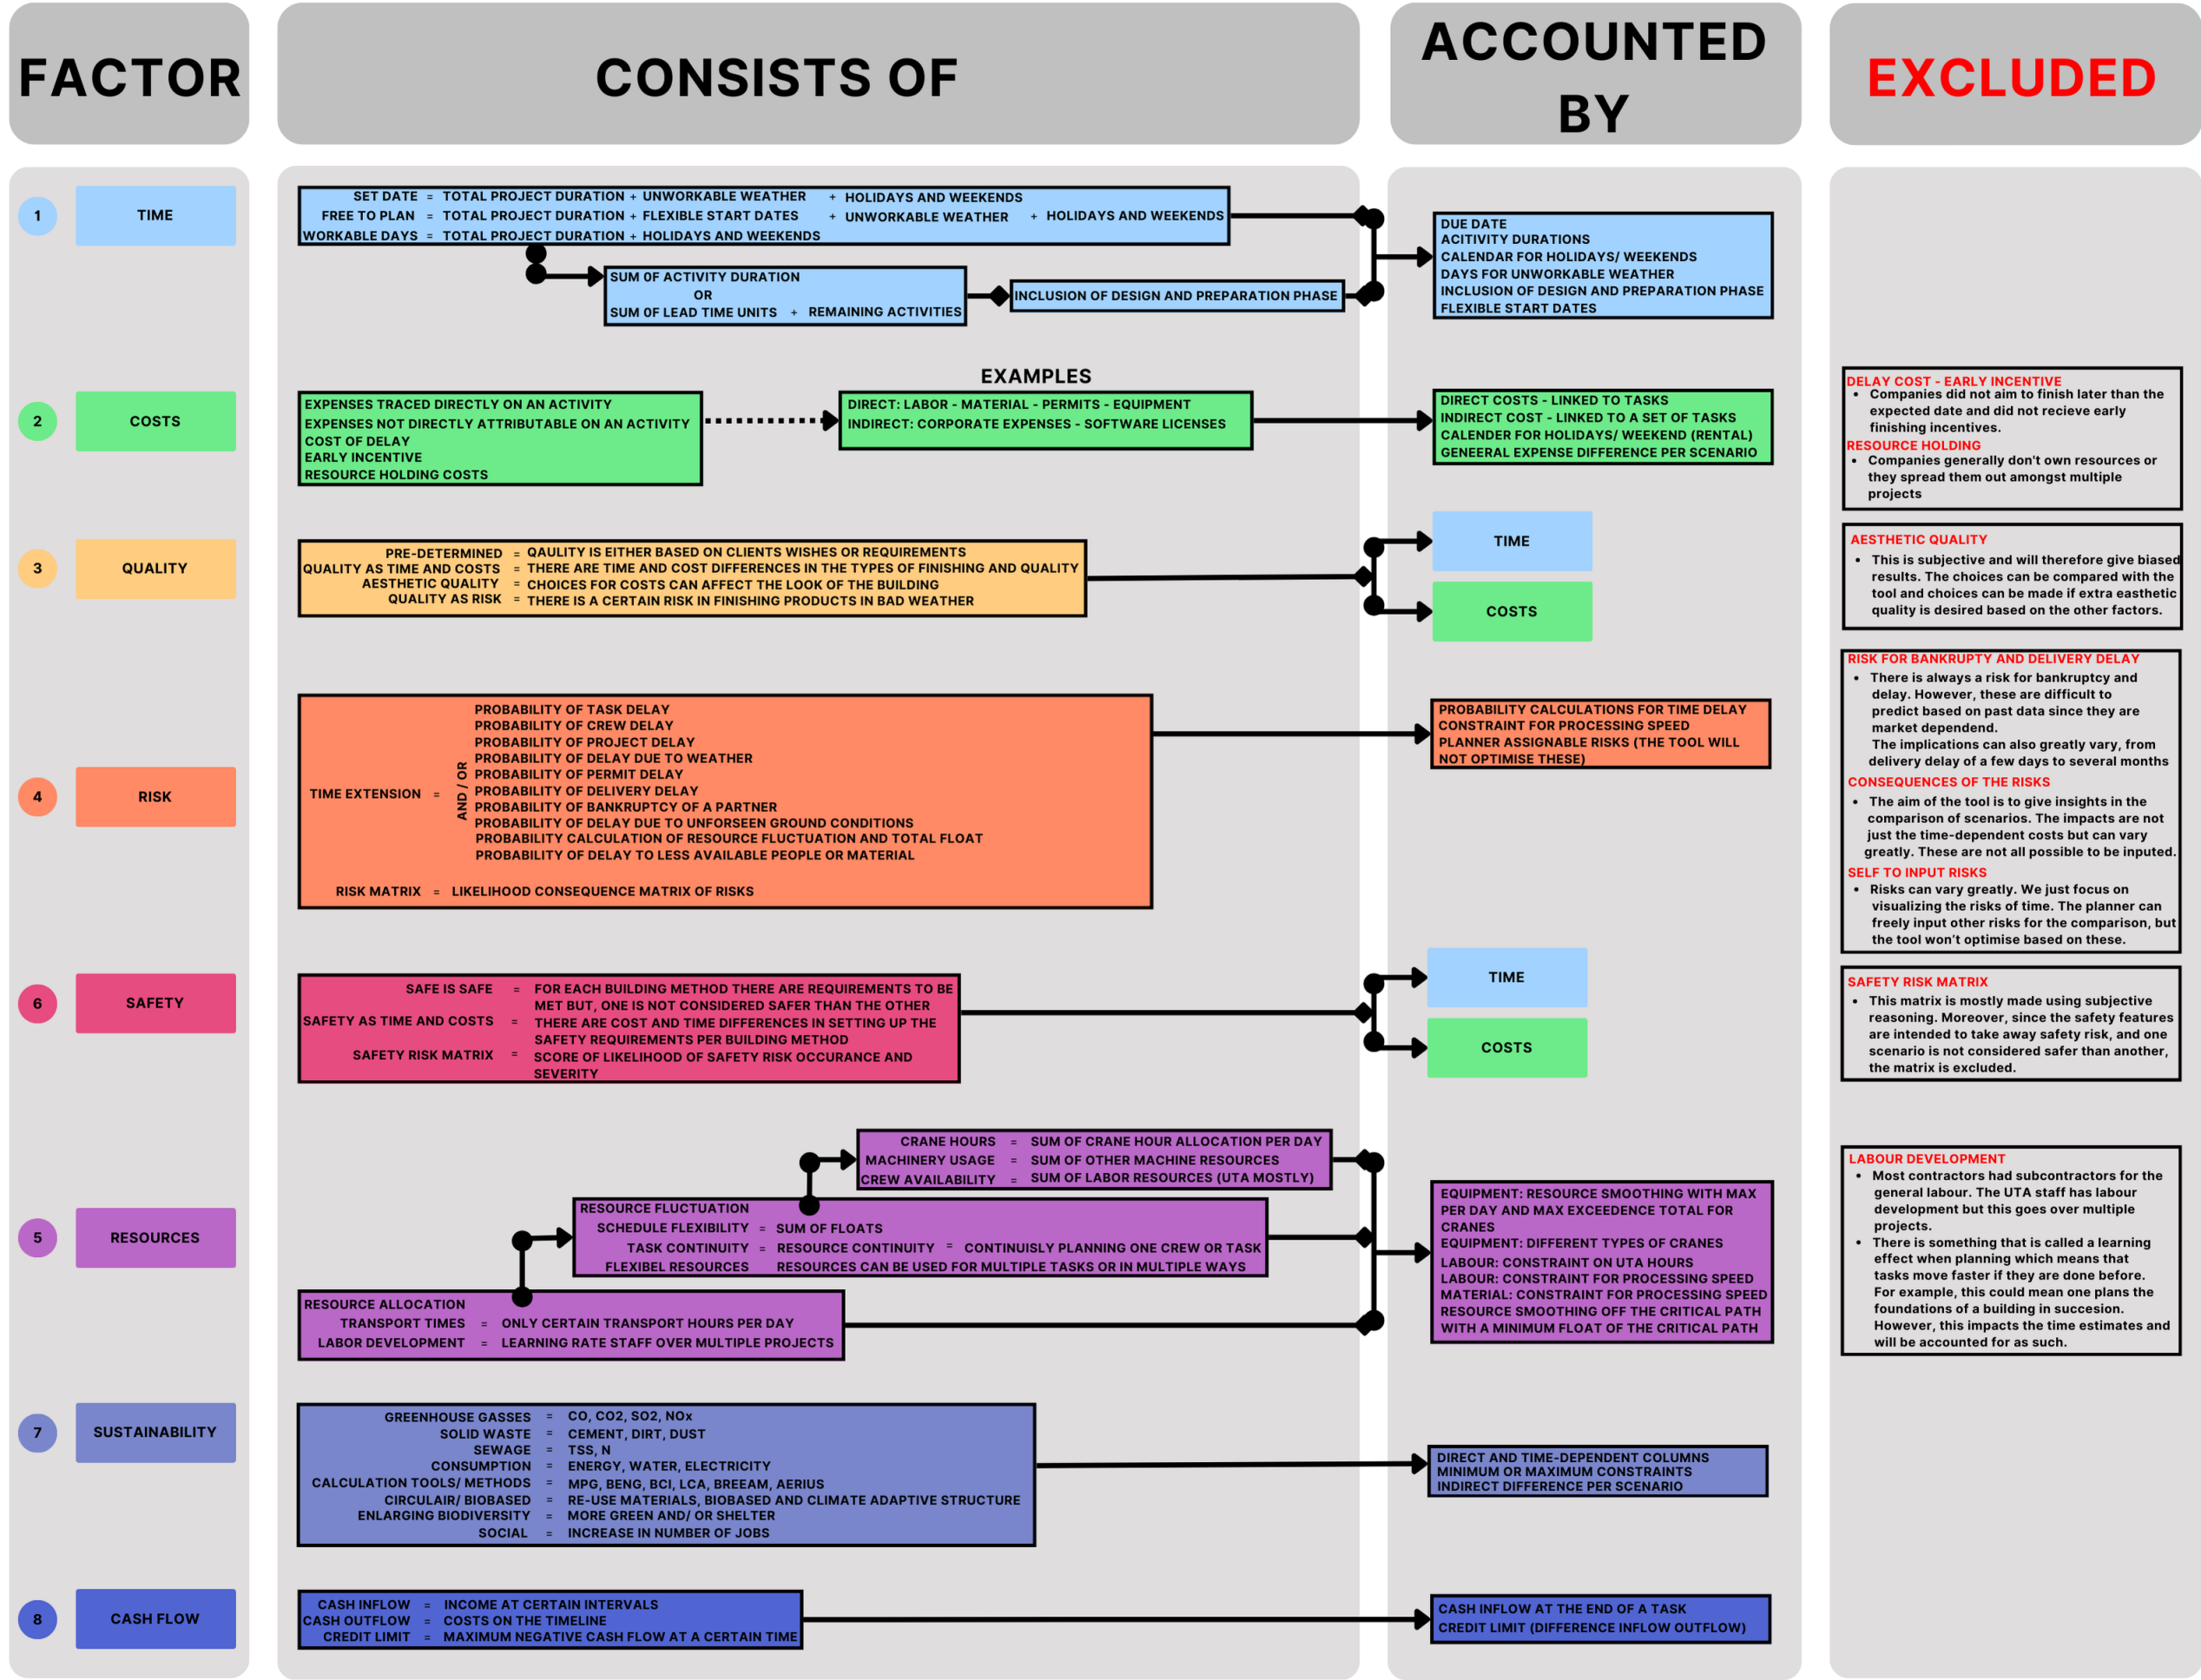 FACTOR
CONSISTS OF
ACCOUNTED
BY
EXCLUDED
1
TIME
SET DATE = TOTAL PROJECT DURATION + UNWORKABLE WEATHER + HOLIDAYS AND WEEKENDS
FREE TO PLAN = TOTAL PROJECT DURATION + FLEXIBLE START DATES + UNWORKABLE WEATHER + HOLIDAYS AND WEEKENDS
WORKABLE DAYS = TOTAL PROJECT DURATION + HOLIDAYS AND WEEKENDS
SUM 0F ACTIVITY DURATION
OR
SUM 0F LEAD TIME UNITS + REMAINING ACTIVITIES
INCLUSION OF DESIGN AND PREPARATION PHASE
DUE DATE
ACITIVITY DURATIONS
CALENDAR FOR HOLIDAYS/ WEEKENDS
DAYS FOR UNWORKABLE WEATHER
INCLUSION OF DESIGN AND PREPARATION PHASE
FLEXIBLE START DATES
2
COSTS
EXPENSES TRACED DIRECTLY ON AN ACTIVITY
EXPENSES NOT DIRECTLY ATTRIBUTABLE ON AN ACTIVITY
COST OF DELAY
EARLY INCENTIVE
RESOURCE HOLDING COSTS
EXAMPLES
DIRECT: LABOR - MATERIAL - PERMITS - EQUIPMENT
INDIRECT: CORPORATE EXPENSES - SOFTWARE LICENSES
DIRECT COSTS - LINKED TO TASKS
INDIRECT COST - LINKED TO A SET OF TASKS
CALENDER FOR HOLIDAYS/ WEEKEND (RENTAL)
GENEERAL EXPENSE DIFFERENCE PER SCENARIO
DELAY COST - EARLY INCENTIVE
• Companies did not aim to finish later than the
expected date and did not recieve early
finishing incentives.
RESOURCE HOLDING
• Companies generally don't own resources or
they spread them out amongst multiple
projects
3
QUALITY
PRE-DETERMINED = QAULITY IS EITHER BASED ON CLIENTS WISHES OR REQUIREMENTS
QUALITY AS TIME AND COSTS = THERE ARE TIME AND COST DIFFERENCES IN THE TYPES OF FINISHING AND QUALITY
AESTHETIC QUALITY = CHOICES FOR COSTS CAN AFFECT THE LOOK OF THE BUILDING
QUALITY AS RISK = THERE IS A CERTAIN RISK IN FINISHING PRODUCTS IN BAD WEATHER
TIME
COSTS
AESTHETIC QUALITY
• This is subjective and will therefore give biased
results. The choices can be compared with the
tool and choices can be made if extra easthetic
quality is desired based on the other factors.
4
RISK
TIME EXTENSION =
AND / OR
PROBABILITY OF TASK DELAY
PROBABILITY OF CREW DELAY
PROBABILITY OF PROJECT DELAY
PROBABILITY OF DELAY DUE TO WEATHER
PROBABILITY OF PERMIT DELAY
PROBABILITY OF DELIVERY DELAY
PROBABILITY OF BANKRUPTCY OF A PARTNER
PROBABILITY OF DELAY DUE TO UNFORSEEN GROUND CONDITIONS
PROBABILITY CALCULATION OF RESOURCE FLUCTUATION AND TOTAL FLOAT
PROBABILITY OF DELAY TO LESS AVAILABLE PEOPLE OR MATERIAL
RISK MATRIX = LIKELIHOOD CONSEQUENCE MATRIX OF RISKS
PROBABILITY CALCULATIONS FOR TIME DELAY
CONSTRAINT FOR PROCESSING SPEED
PLANNER ASSIGNABLE RISKS (THE TOOL WILL
NOT OPTIMISE THESE)
RISK FOR BANKRUPTY AND DELIVERY DELAY
• There is always a risk for bankruptcy and
delay. However, these are difficult to
predict based on past data since they are
market dependend.
The implications can also greatly vary, from
delivery delay of a few days to several months
CONSEQUENCES OF THE RISKS
• The aim of the tool is to give insights in the
comparison of scenarios. The impacts are not
just the time-dependent costs but can vary
greatly. These are not all possible to be inputed.
SELF TO INPUT RISKS
• Risks can vary greatly. We just focus on
visualizing the risks of time. The planner can
freely input other risks for the comparison, but
the tool won't optimise based on these.
6
SAFETY
SAFE IS SAFE = FOR EACH BUILDING METHOD THERE ARE REQUIREMENTS TO BE
MET BUT, ONE IS NOT CONSIDERED SAFER THAN THE OTHER
SAFETY AS TIME AND COSTS = THERE ARE COST AND TIME DIFFERENCES IN SETTING UP THE
SAFETY REQUIREMENTS PER BUILDING METHOD
SAFETY RISK MATRIX = SCORE OF LIKELIHOOD OF SAFETY RISK OCCURANCE AND
SEVERITY
TIME
COSTS
SAFETY RISK MATRIX
• This matrix is mostly made using subjective
reasoning. Moreover, since the safety features
are intended to take away safety risk, and one
scenario is not considered safer than another,
the matrix is excluded.
5
RESOURCES
CRANE HOURS = SUM OF CRANE HOUR ALLOCATION PER DAY
MACHINERY USAGE = SUM OF OTHER MACHINE RESOURCES
CREW AVAILABILITY = SUM OF LABOR RESOURCES (UTA MOSTLY)
RESOURCE FLUCTUATION
SCHEDULE FLEXIBILITY = SUM OF FLOATS
TASK CONTINUITY = RESOURCE CONTINUITY = CONTINUISLY PLANNING ONE CREW OR TASK
FLEXIBEL RESOURCES RESOURCES CAN BE USED FOR MULTIPLE TASKS OR IN MULTIPLE WAYS
RESOURCE ALLOCATION
TRANSPORT TIMES = ONLY CERTAIN TRANSPORT HOURS PER DAY
LABOR DEVELOPMENT = LEARNING RATE STAFF OVER MULTIPLE PROJECTS
EQUIPMENT: RESOURCE SMOOTHING WITH MAX
PER DAY AND MAX EXCEEDENCE TOTAL FOR
CRANES
EQUIPMENT: DIFFERENT TYPES OF CRANES
LABOUR: CONSTRAINT ON UTA HOURS
LABOUR: CONSTRAINT FOR PROCESSING SPEED
MATERIAL: CONSTRAINT FOR PROCESSING SPEED
RESOURCE SMOOTHING OFF THE CRITICAL PATH
WITH A MINIMUM FLOAT OF THE CRITICAL PATH
LABOUR DEVELOPMENT
• Most contractors had subcontractors for the
general labour. The UTA staff has labour
development but this goes over multiple
projects.
• There is something that is called a learning
effect when planning which means that
tasks move faster if they are done before.
For example, this could mean one plans the
foundations of a building in succesion.
However, this impacts the time estimates and
will be accounted for as such.
7
SUSTAINABILITY
GREENHOUSE GASSES = CO, CO2, SO2, NOx
SOLID WASTE = CEMENT, DIRT, DUST
SEWAGE = TSS, N
CONSUMPTION = ENERGY, WATER, ELECTRICITY
CALCULATION TOOLS/ METHODS = MPG, BENG, BCI, LCA, BREEAM, AERIUS
CIRCULAIR/ BIOBASED = RE-USE MATERIALS, BIOBASED AND CLIMATE ADAPTIVE STRUCTURE
ENLARGING BIODIVERSITY = MORE GREEN AND/ OR SHELTER
SOCIAL = INCREASE IN NUMBER OF JOBS
DIRECT AND TIME-DEPENDENT COLUMNS
MINIMUM OR MAXIMUM CONSTRAINTS
INDIRECT DIFFERENCE PER SCENARIO
8
CASH FLOW
CASH INFLOW = INCOME AT CERTAIN INTERVALS
CASH OUTFLOW = COSTS ON THE TIMELINE
CREDIT LIMIT = MAXIMUM NEGATIVE CASH FLOW AT A CERTAIN TIME
CASH INFLOW AT THE END OF A TASK
CREDIT LIMIT (DIFFERENCE INFLOW OUTFLOW)